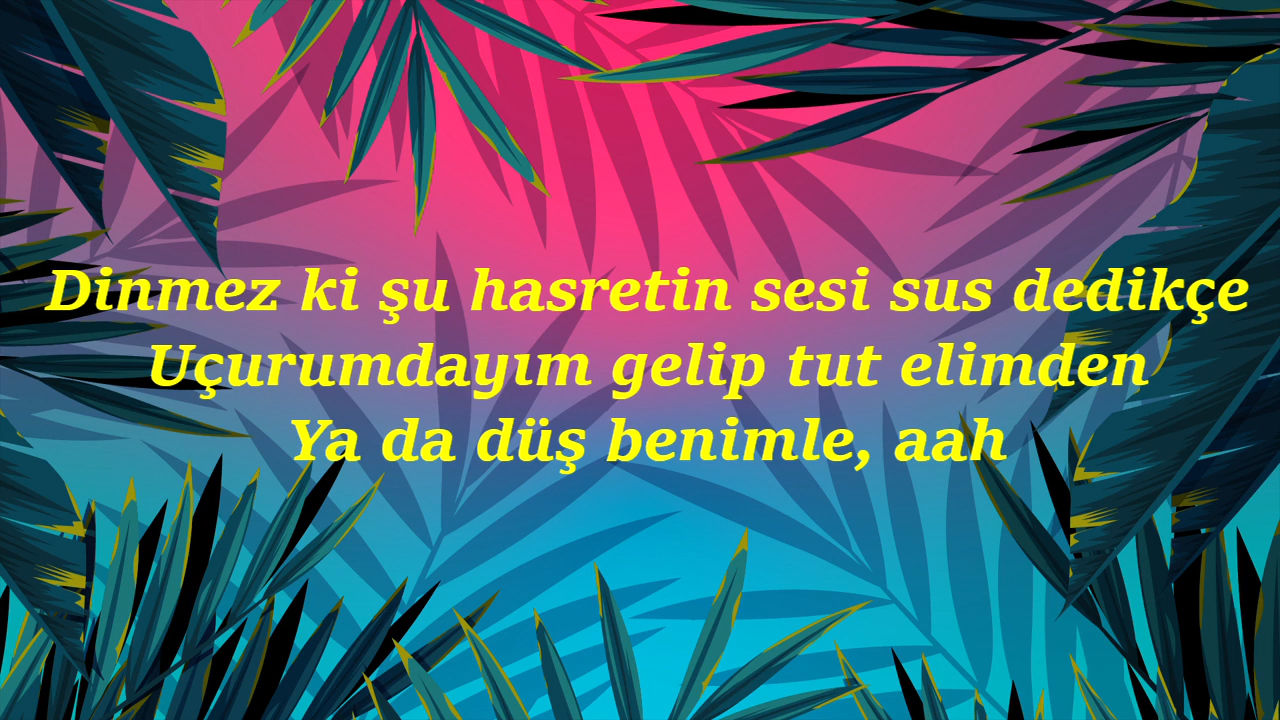 Dinmez ki şu hasretin sesi sus dedikçe
Uçurumdayım gelip tut elimden
Ya da düş benimle, aah